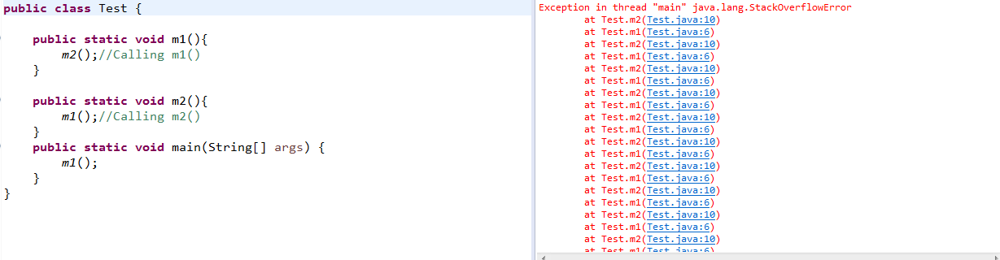 public class Test {
public static void m1(){
m2();//Calling m1()
}
public static void m2(){
m1();//Calling m2()
}
public static void main(String[] args) {
m1();
}
}
Exception in thread "main" java.lang.StackOverflowError
at Test.m2(Test.java:10)
at Test.m1(Test.java:6)
at Test.m2(Test.java:10)
at Test.m1(Test.java:6)
at Test.m2(Test.java:10)
at Test.m1(Test.java:6)
at Test.m2(Test.java:10)
at Test.m1(Test.java:6)
at Test.m2(Test.java:10)
at Test.m1(Test.java:6)
at Test.m2(Test.java:10)
at Test.m1(Test.java:6)
at Test.m2(Test.java:10)
at Test.m1(Test.java:6)
at Test.m2(Test.java:10)
at Test.m1(Test.java:6)
at Test.m2(Test.java:10)
at Test.m1(Test.java:6)
at Test.m2(Test.java:10)
at Test.m1(Test.java:6)